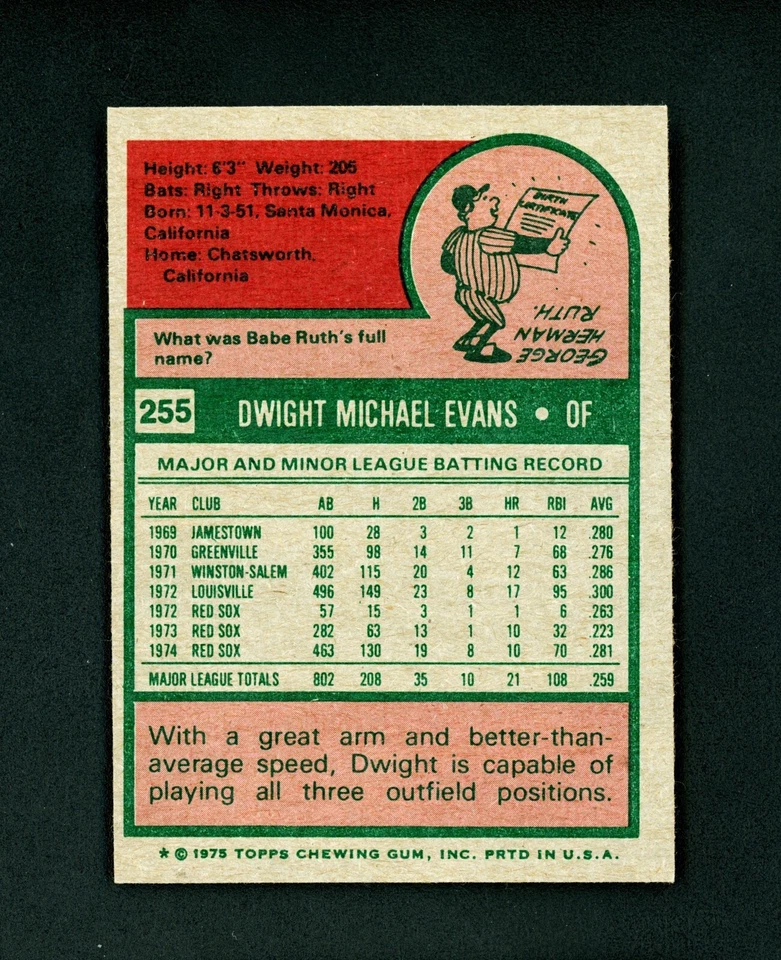 Height: 6'3" Weight: 205
Bats: Right Throws: Right
Born: 11-3-51, Santa Monica,
California
Home: Chatsworth,
California
BIRTH
CERTIFICATE
GEORGE
HERMAN
RUTH.
What was Babe Ruth's full
name?
255 DWIGHT MICHAEL EVANS • OF
MAJOR AND MINOR LEAGUE BATTING RECORD
YEAR CLUB AB H 2B 3B HR RBI AVG
1969 JAMESTOWN 100 28 3 2 1 12 .280
1970 GREENVILLE 355 98 14 11 7 68 .276
1971 WINSTON-SALEM 402 115 20 4 12 63 .286
1972 LOUISVILLE 496 149 23 8 17 95 .300
1972 RED SOX 57 15 3 1 1 6 .263
1973 RED SOX 282 63 13 1 10 32 .223
1974 RED SOX 463 130 19 8 10 70 .281
MAJOR LEAGUE TOTALS 802 208 35 10 21 108 .259
With a great arm and better-than-
average speed, Dwight is capable of
playing all three outfield positions.
* © 1975 TOPPS CHEWING GUM, INC. PRTD IN U.S.A.